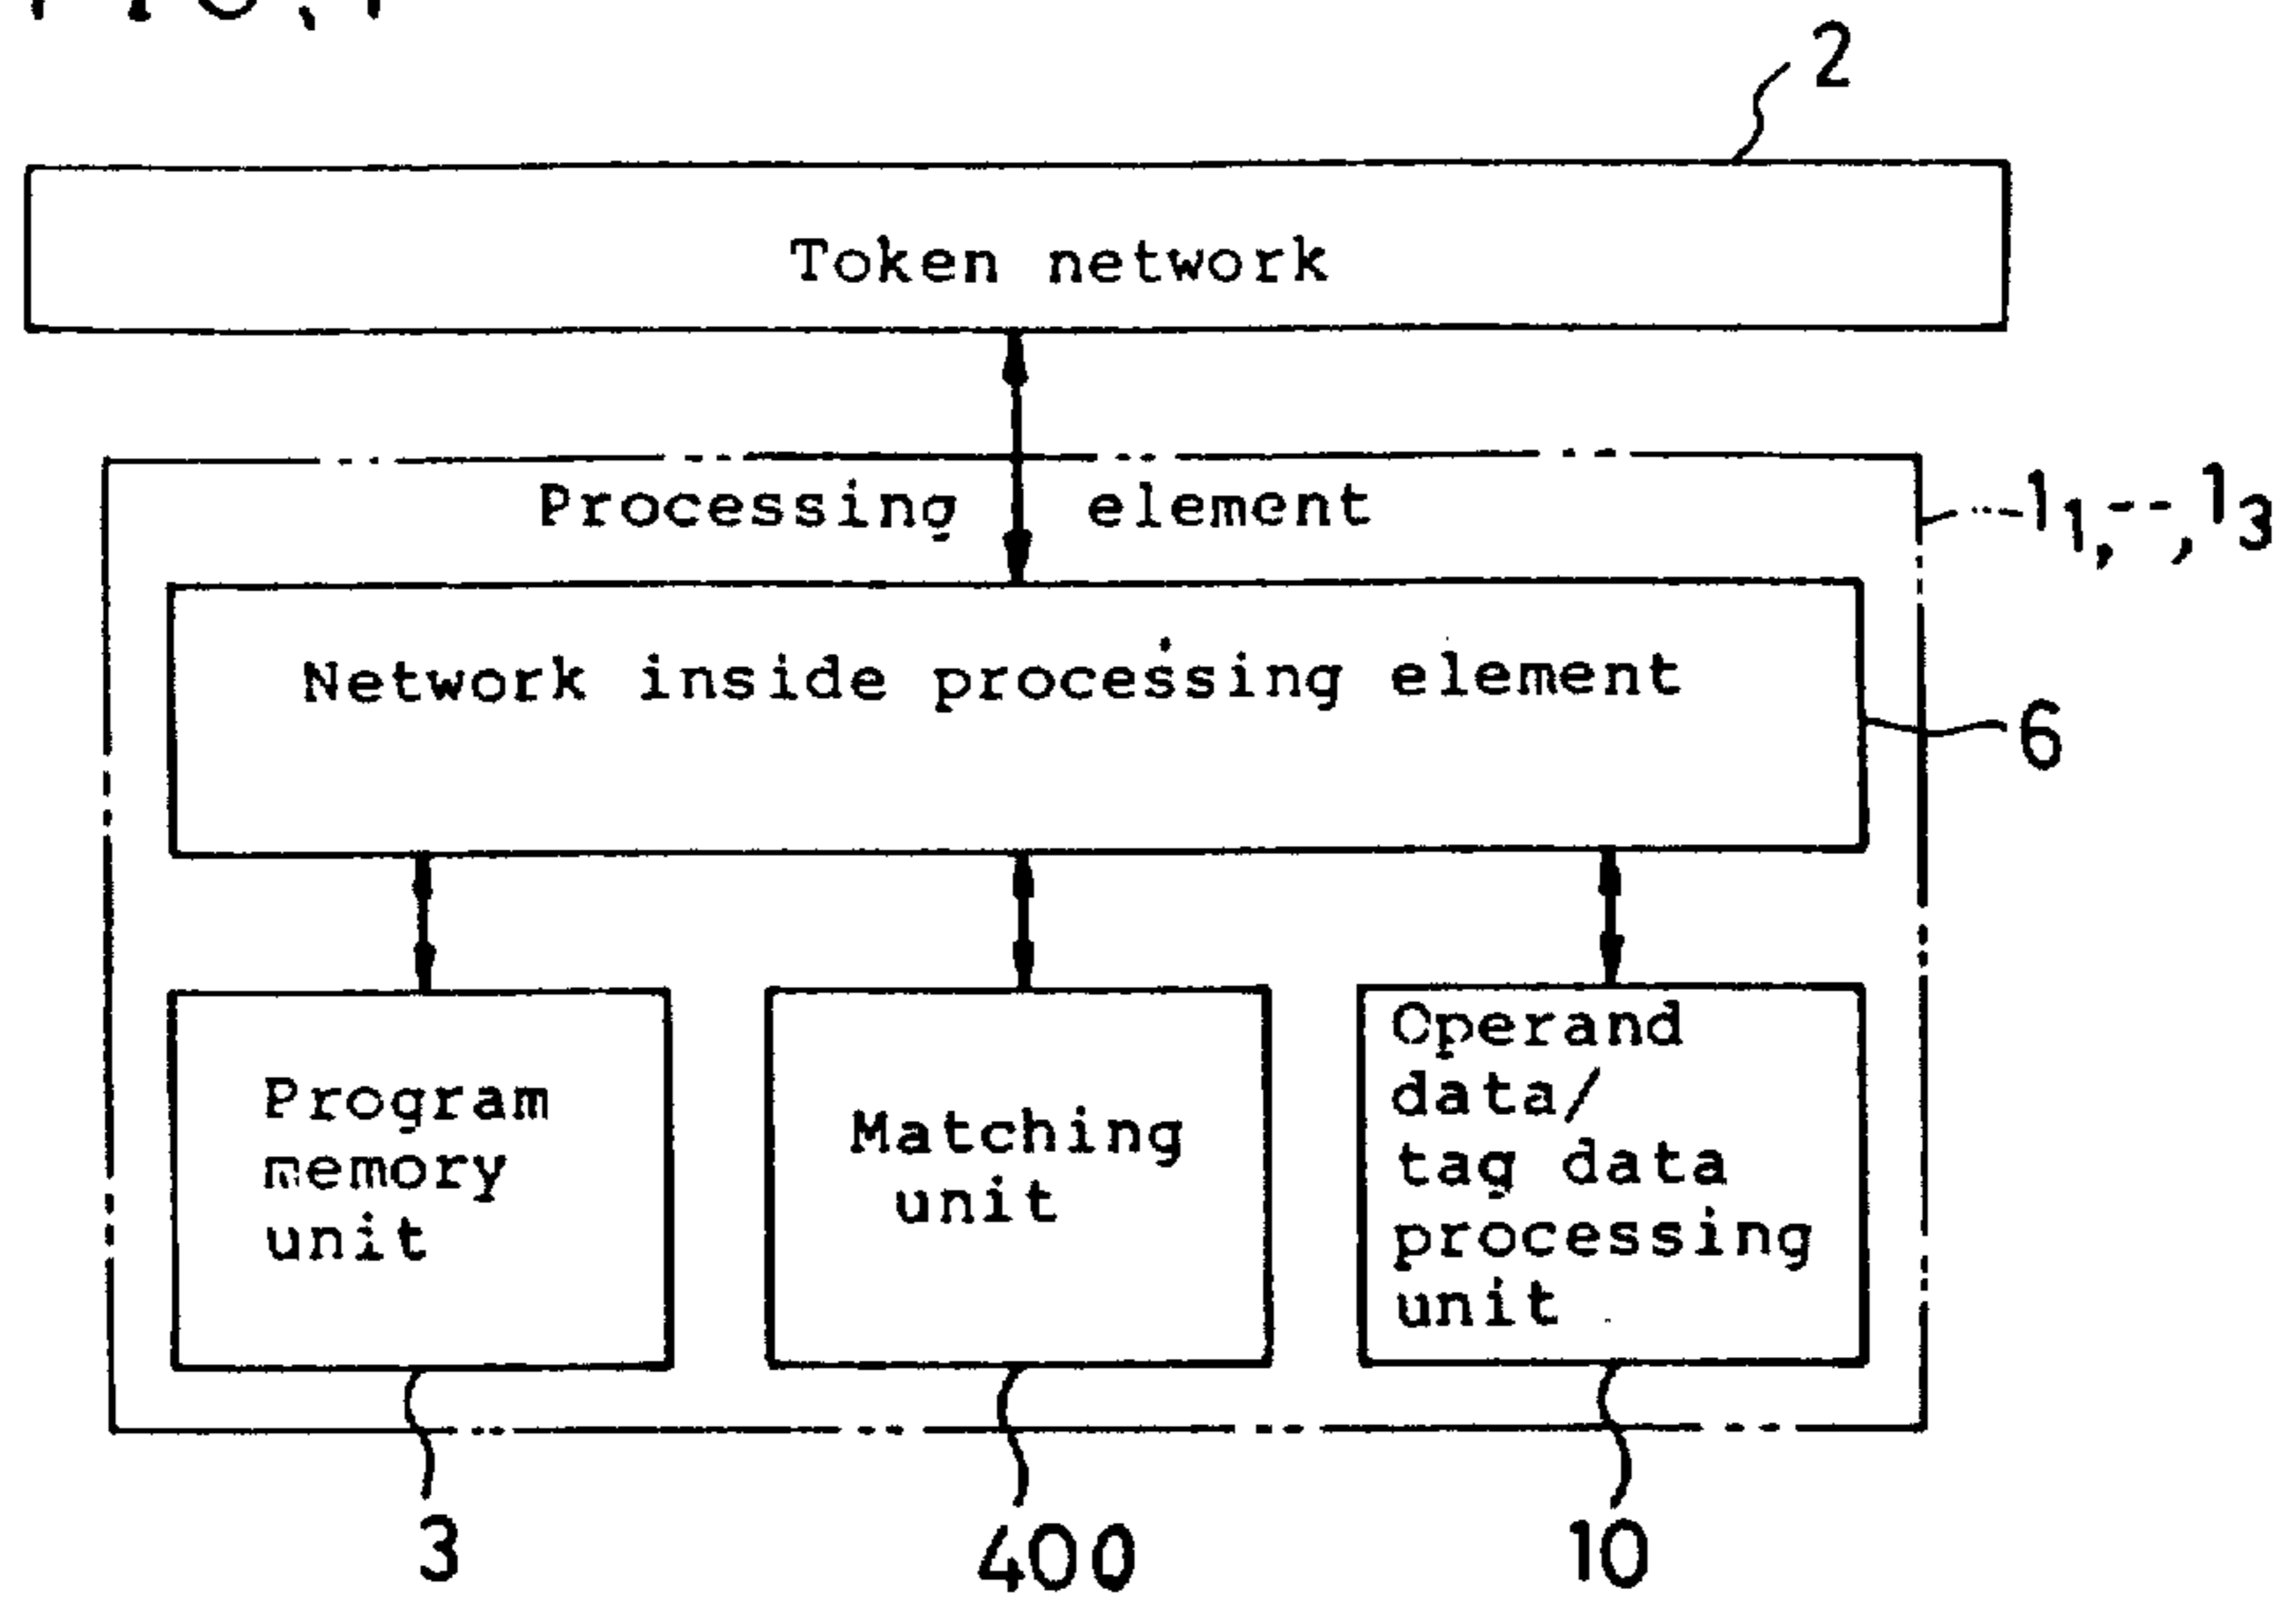 2
Token network
Processing element
1₁, --, 1₃
Network inside processing element
6
Program
memory
unit
Matching
unit
Operand
data/
tag data
processing
unit
3
400
10